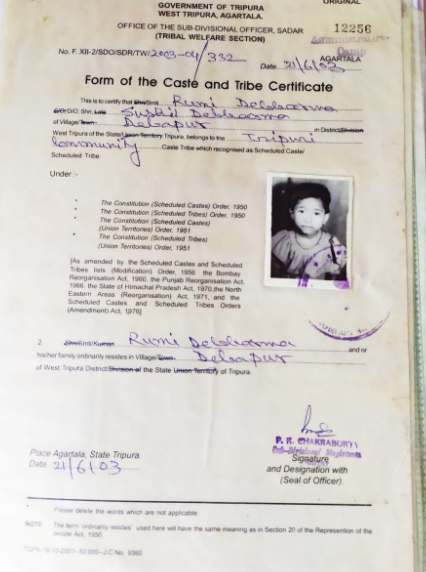 GOVERNMENT OF TRIPURA
ORIGINAL
WEST TRIPURA, AGARTALA.
OFFICE OF THE SUB-DIVISIONAL OFFICER, SADAR
12256
(TRIBAL WELFARE SECTION)
Camp
No. F. XII-2/SDO/SDR/TW/2003-04/332
AGARTALA
Date 21/6/03
Form of the Caste and Tribe Certificate
This is to certify that Shri/Smt Rumi Debbarma
S/O/D/O, Shri, Late Sushil Debbarma
of Village/Town Debapur in District/Division
West Tripura of the State/Union Territory Tripura, belongs to the Tripuri
Community Caste Tribe which recognised as Scheduled Caste/
Scheduled Tribe.
Under :-
* The Constitution (Scheduled Castes) Order, 1950
* The Constitution (Scheduled Tribes) Order, 1950
* The Constitution (Scheduled Castes)
(Union Territories) Order, 1951
* The Constitution (Scheduled Tribes)
(Union Territories) Order, 1951
[As amended by the Scheduled Castes and Scheduled
Tribes lists (Modification) Order, 1956 the Bombay
Reorganisation Act, 1960, the Punjab Reorganisation Act,
1966, the State of Himachal Pradesh Act, 1970,the North
Eastern Areas (Reorganisation) Act, 1971, and the
Scheduled Castes and Scheduled Tribes Orders
(Amendment) Act, 1976]
2. Shri/Smti/Kumari Rumi Debbarma and or
his/her family ordinarily resides in Village/Town Debapur
of West Tripura District/Division of the State Union Territory of Tripura.
P. R. CHAKRABORTY
Sub-Divisional Magistrate
Place Agartala, State Tripura.
Signature
Date 21/6/03
and Designation with
(Seal of Officer).
Please delete the words which are not applicable
NOTE : The term 'ordinarily resides' used here will have the same meaning as in Section 20 of the Represention of the
people Act, 1950